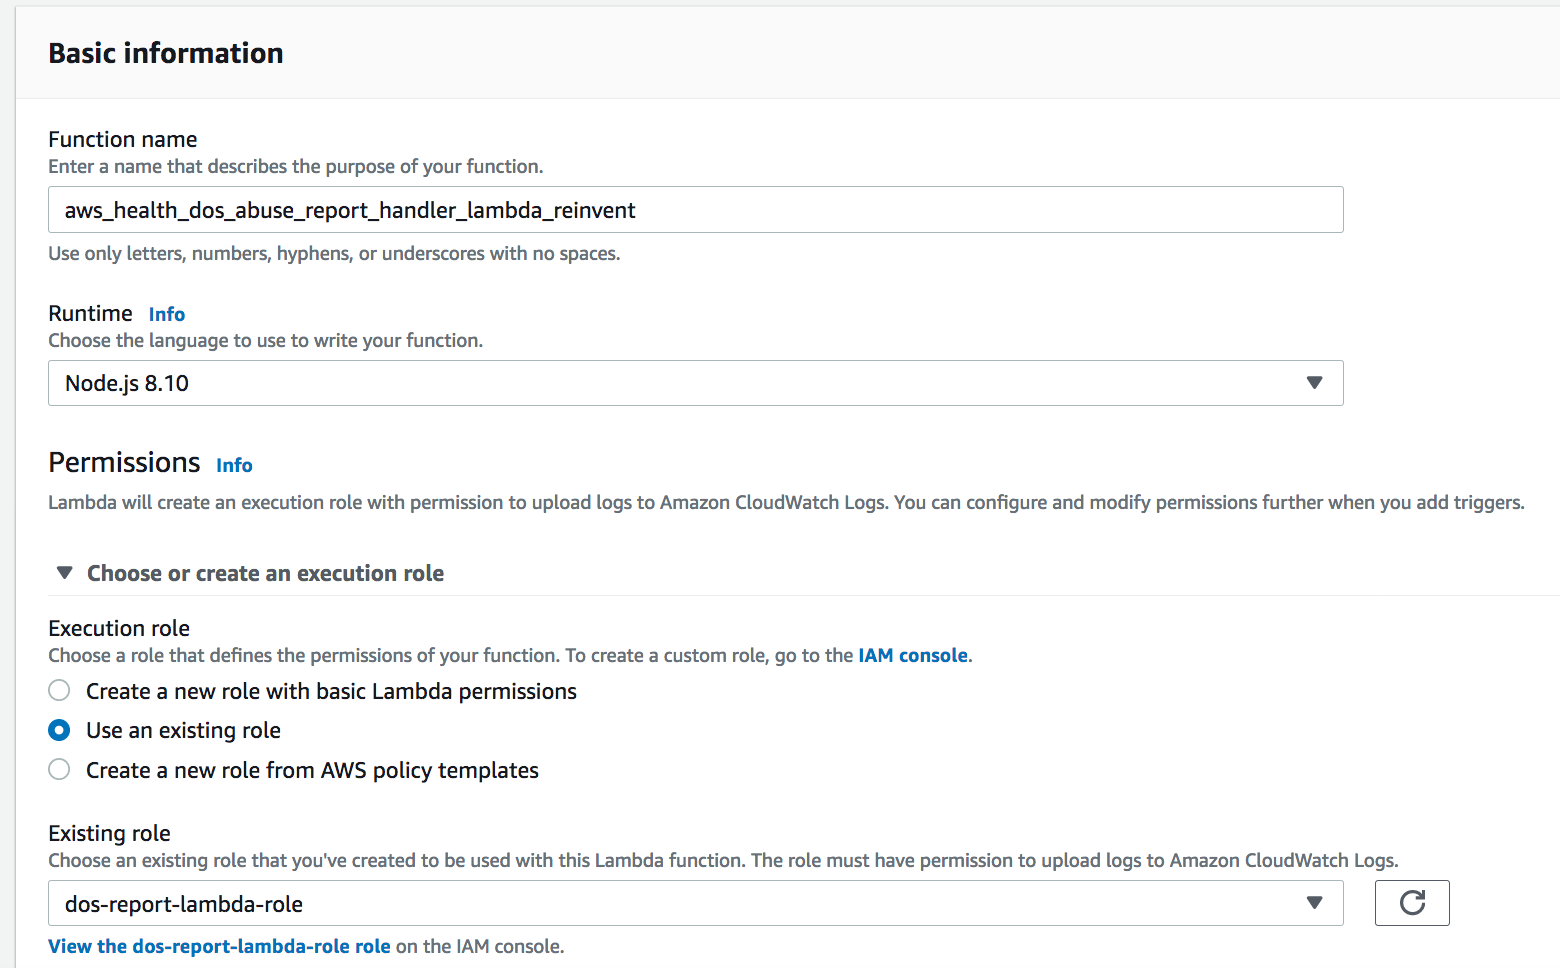 Basic information
Function name
Enter a name that describes the purpose of your function.
aws_health_dos_abuse_report_handler_lambda_reinvent
Use only letters, numbers, hyphens, or underscores with no spaces.
Runtime Info
Choose the language to use to write your function.
Node.js 8.10
Permissions Info
Lambda will create an execution role with permission to upload logs to Amazon CloudWatch Logs. You can configure and modify permissions further when you add triggers.
Choose or create an execution role
Execution role
Choose a role that defines the permissions of your function. To create a custom role, go to the IAM console.
Create a new role with basic Lambda permissions
Use an existing role
Create a new role from AWS policy templates
Existing role
Choose an existing role that you've created to be used with this Lambda function. The role must have permission to upload logs to Amazon CloudWatch Logs.
dos-report-lambda-role
View the dos-report-lambda-role role on the IAM console.